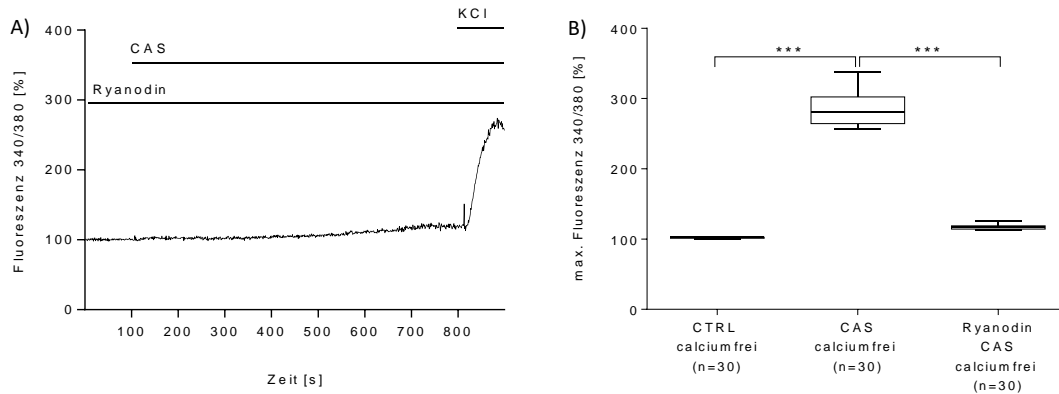 A)
KCl
CAS
Ryanodin
Fluoreszenz 340/380 [%]
400
300
200
100
0
100 200 300 400 500 600 700 800
Zeit [s]
B)
max. Fluoreszenz 340/380 [%]
400
300
200
100
0
*** ***
CTRL
calciumfrei
(n=30)
CAS
calciumfrei
(n=30)
Ryanodin
CAS
calciumfrei
(n=30)